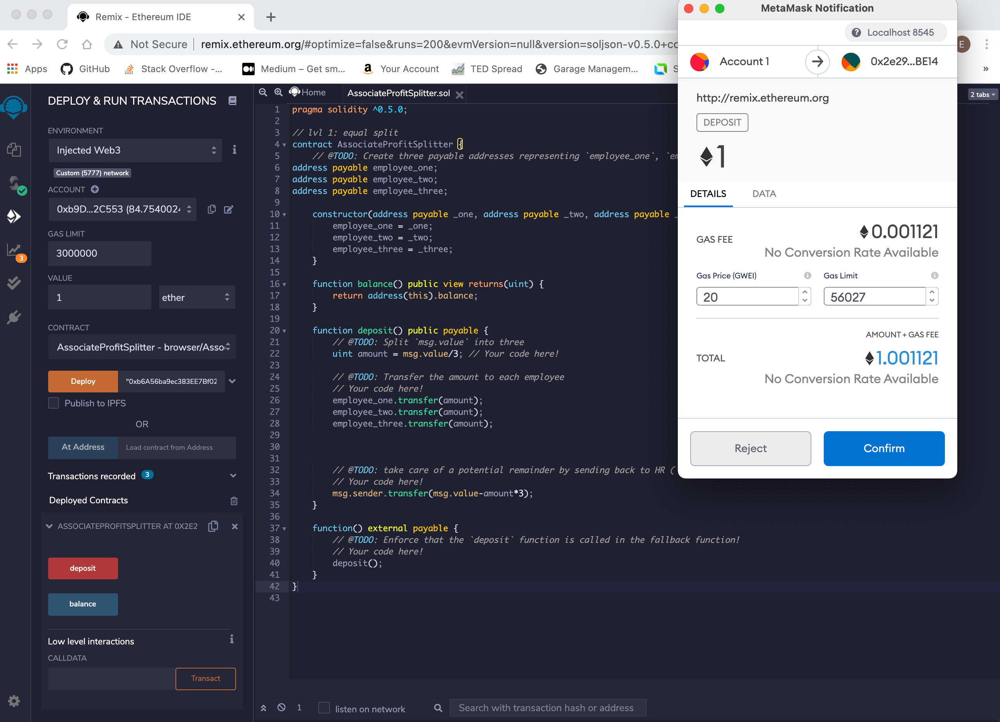 Remix - Ethereum IDE
Not Secure
remix.ethereum.org/#optimize=false&runs=200&evmVersion=null&version=soljson-v0.5.0+co
E
Apps
GitHub
Stack Overflow -...
Medium – Get sm...
Your Account
TED Spread
Garage Managem...
»
DEPLOY & RUN TRANSACTIONS
ENVIRONMENT
Injected Web3
Custom (5777) network
ACCOUNT
0xb9D...2C553 (84.7540024
GAS LIMIT
3000000
3
VALUE
1
ether
CONTRACT
AssociateProfitSplitter - browser/Asso
Deploy
"0xb6A56ba9ec383EE7Bf02
Publish to IPFS
OR
At Address
Load contract from Address
Transactions recorded 3
Deployed Contracts
ASSOCIATEPROFITSPLITTER AT 0X2E2
deposit
balance
Low level interactions
CALLDATA
Transact
Home
AssociateProfitSplitter.sol
2 tabs
1 pragma solidity ^0.5.0;
2
3 // lvl 1: equal split
4 contract AssociateProfitSplitter {
5 // @TODO: Create three payable addresses representing `employee_one`, `em
6 address payable employee_one;
7 address payable employee_two;
8 address payable employee_three;
9
10 constructor(address payable _one, address payable _two, address payable _
11 employee_one = _one;
12 employee_two = _two;
13 employee_three = _three;
14 }
15
16 function balance() public view returns(uint) {
17 return address(this).balance;
18 }
19
20 function deposit() public payable {
21 // @TODO: Split `msg.value` into three
22 uint amount = msg.value/3; // Your code here!
23
24 // @TODO: Transfer the amount to each employee
25 // Your code here!
26 employee_one.transfer(amount);
27 employee_two.transfer(amount);
28 employee_three.transfer(amount);
29
30
31
32 // @TODO: take care of a potential remainder by sending back to HR (
33 // Your code here!
34 msg.sender.transfer(msg.value-amount*3);
35 }
36
37 function() external payable {
38 // @TODO: Enforce that the `deposit` function is called in the fallback function!
39 // Your code here!
40 deposit();
41 }
42 }
43
1
listen on network
Search with transaction hash or address
MetaMask Notification
Localhost 8545
Account 1
0x2e29...BE14
http://remix.ethereum.org
DEPOSIT
1
DETAILS
DATA
GAS FEE
0.001121
No Conversion Rate Available
Gas Price (GWEI)
Gas Limit
20
56027
AMOUNT + GAS FEE
TOTAL
1.001121
No Conversion Rate Available
Reject
Confirm